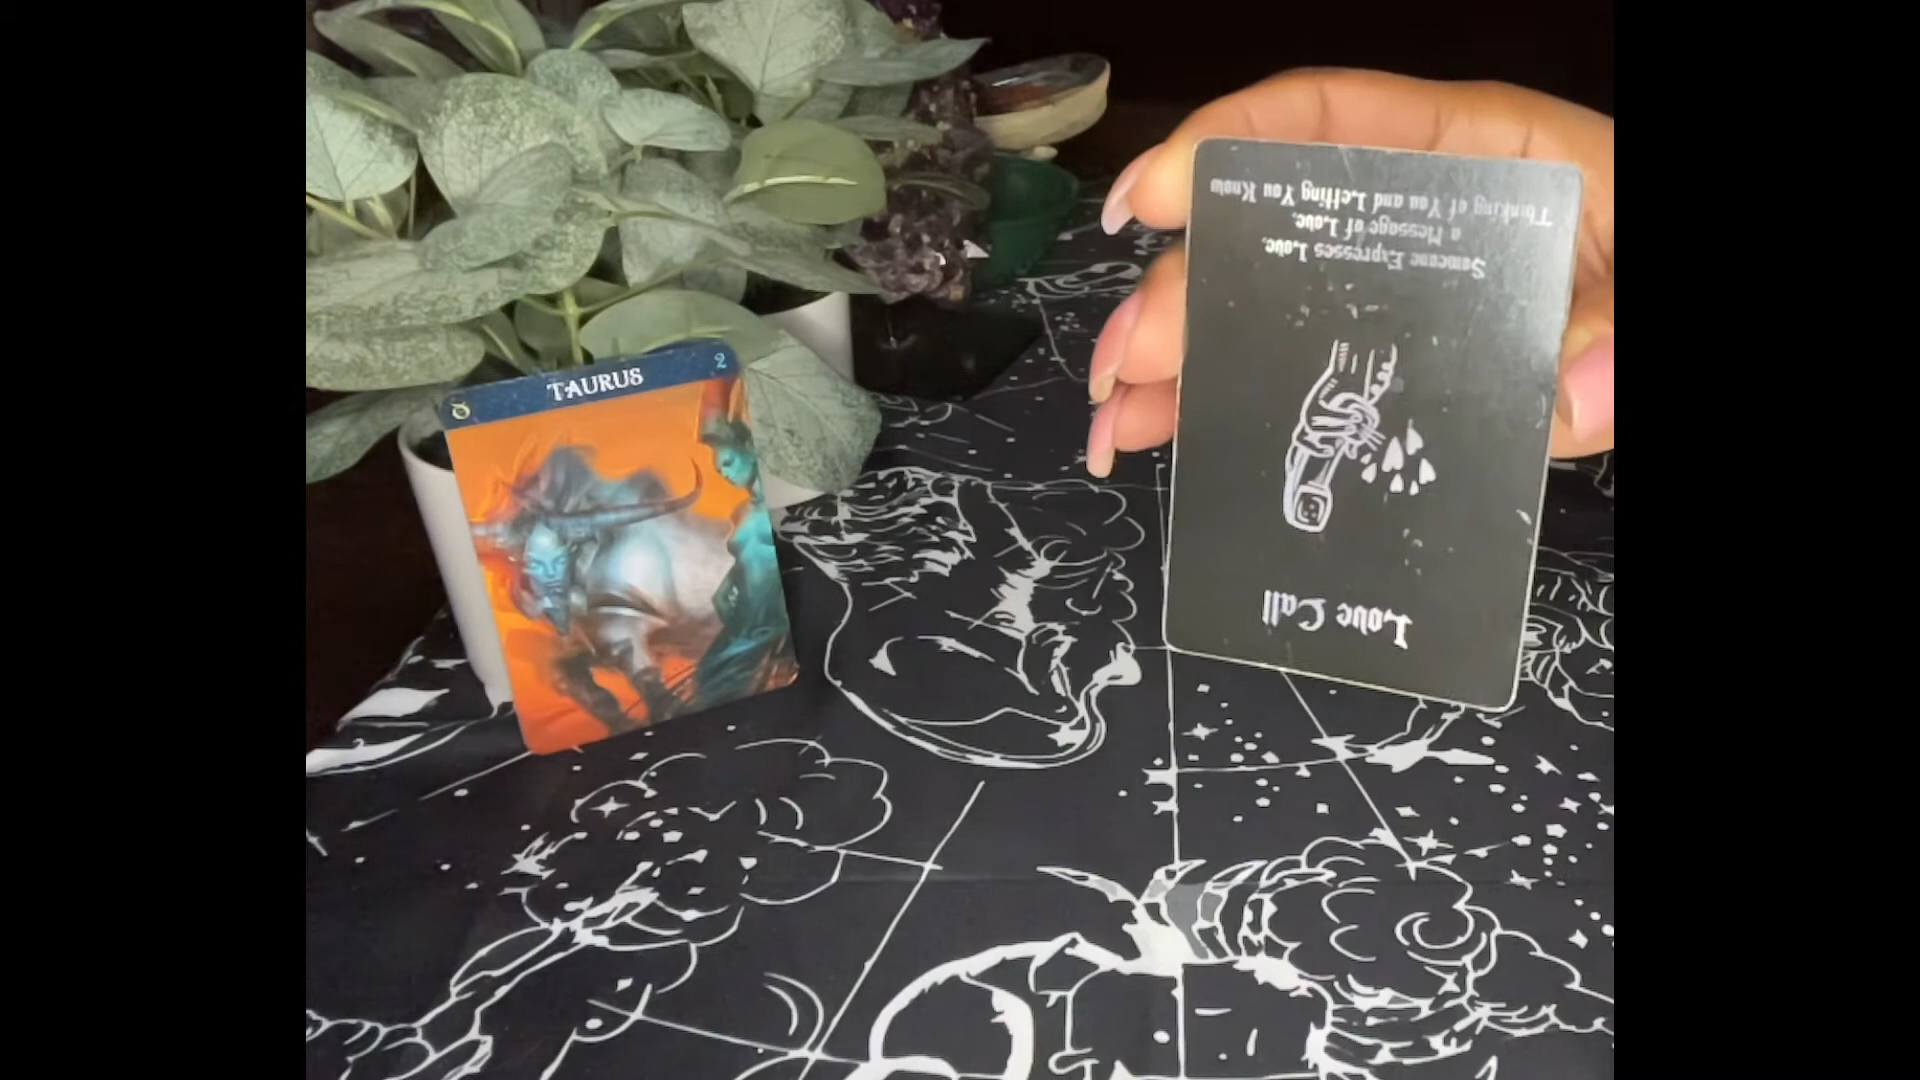 TAURUS 2
Love Call
Someone Expresses Love,
a Message of Love,
Thinking of You and Letting You Know